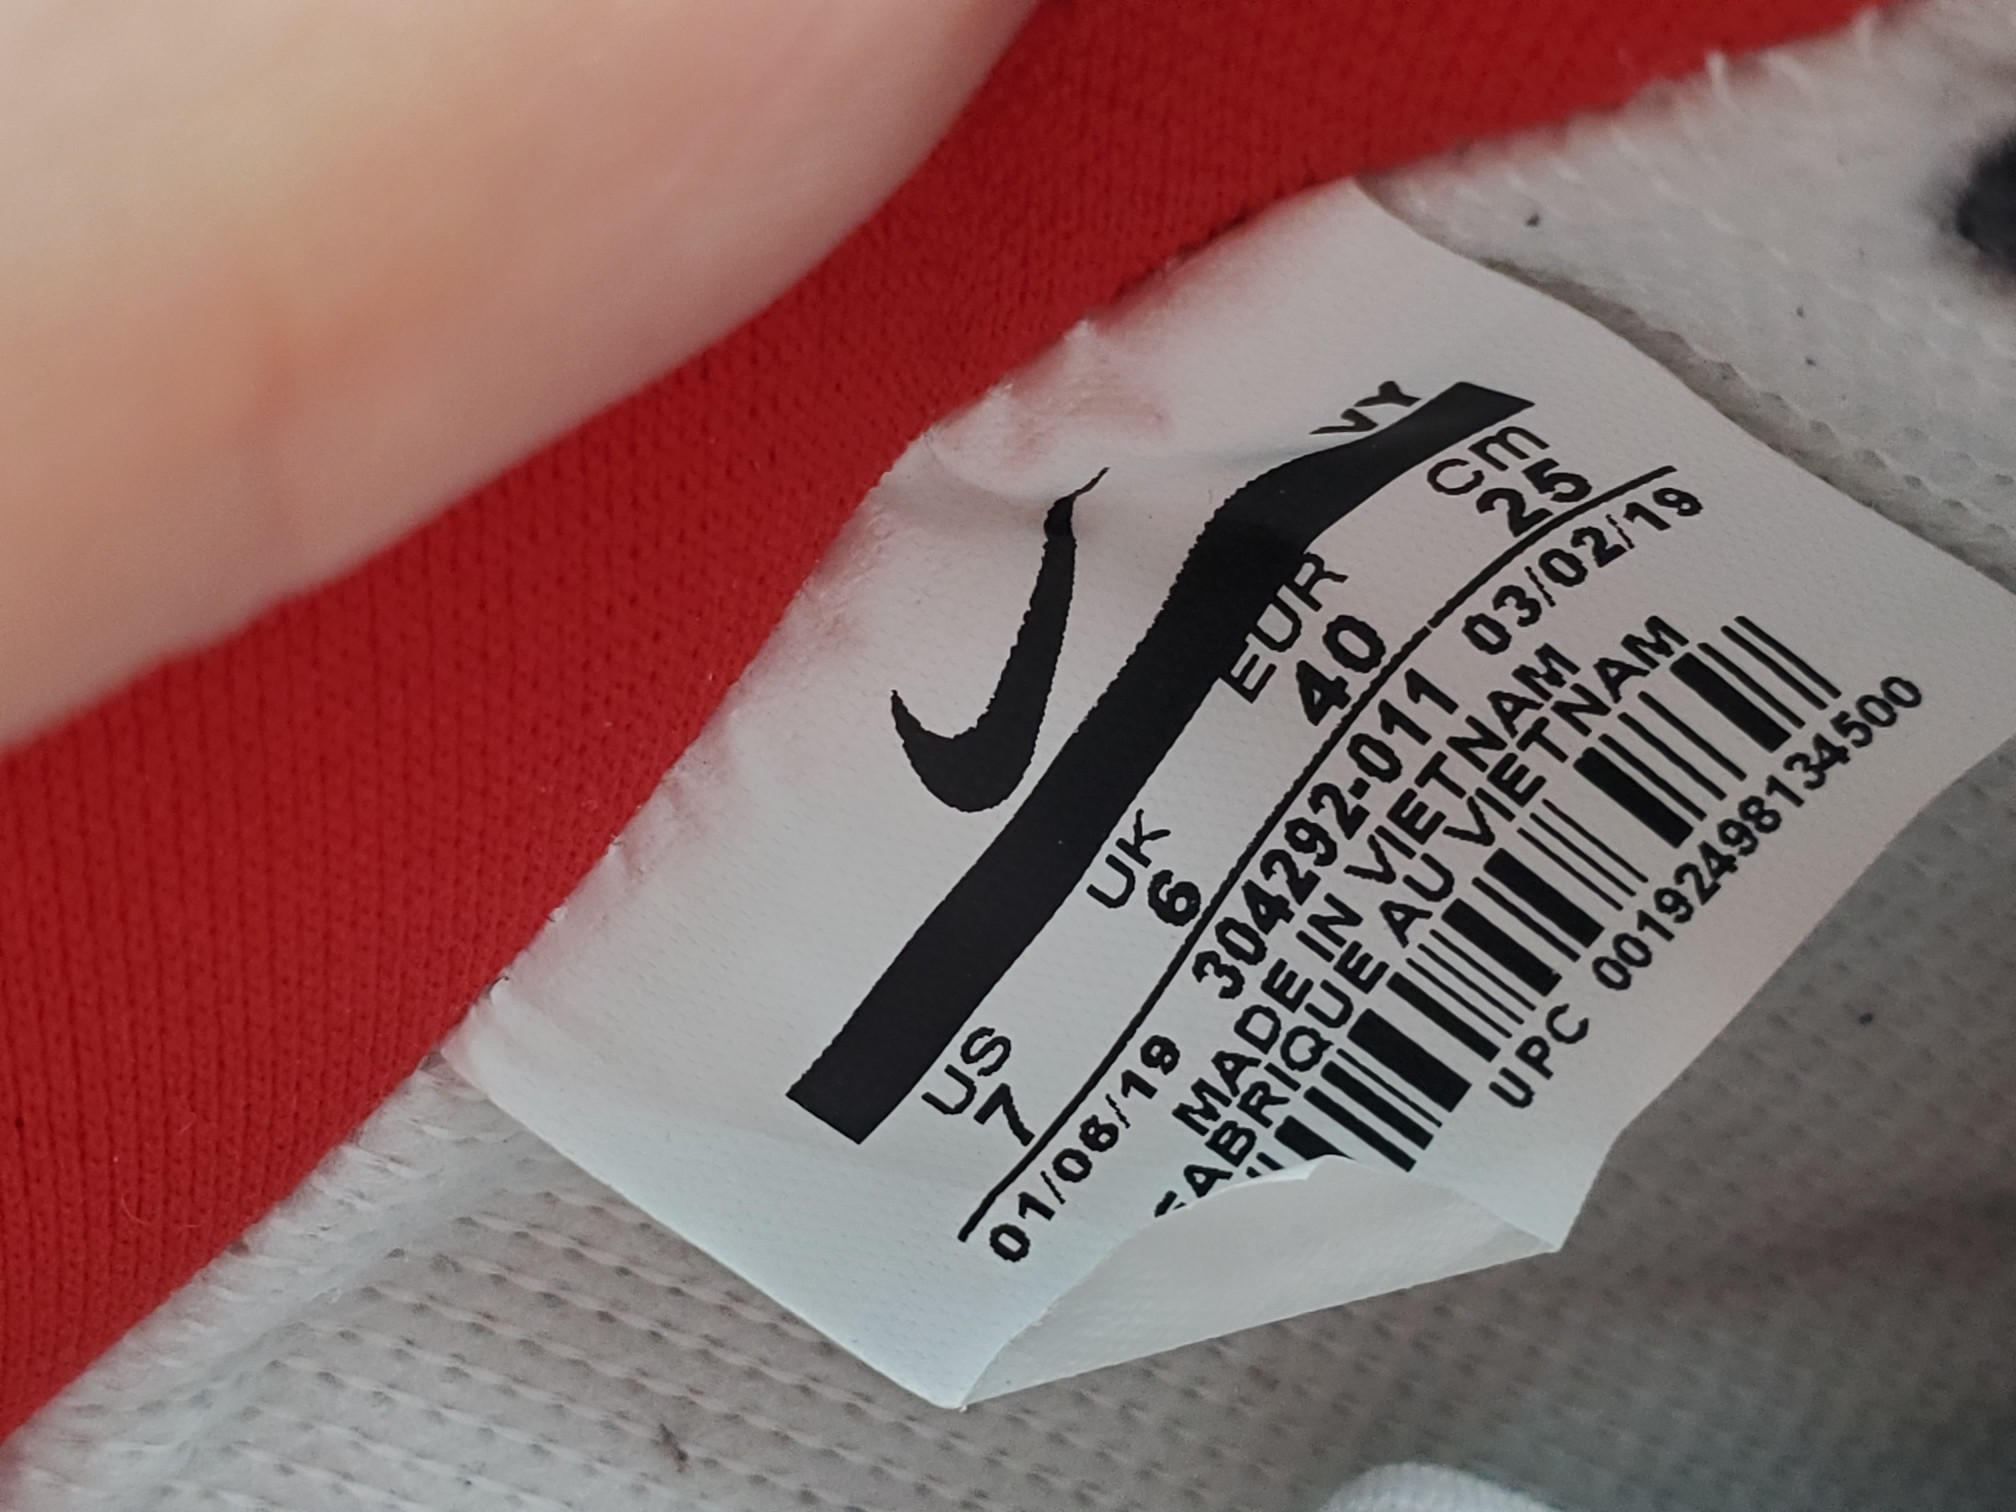 VY
US UK EUR cm
7 6 40 25
01/06/19 304292-011 03/02/19
MADE IN VIETNAM
FABRIQUE AU VIETNAM
UPC 00192498134500